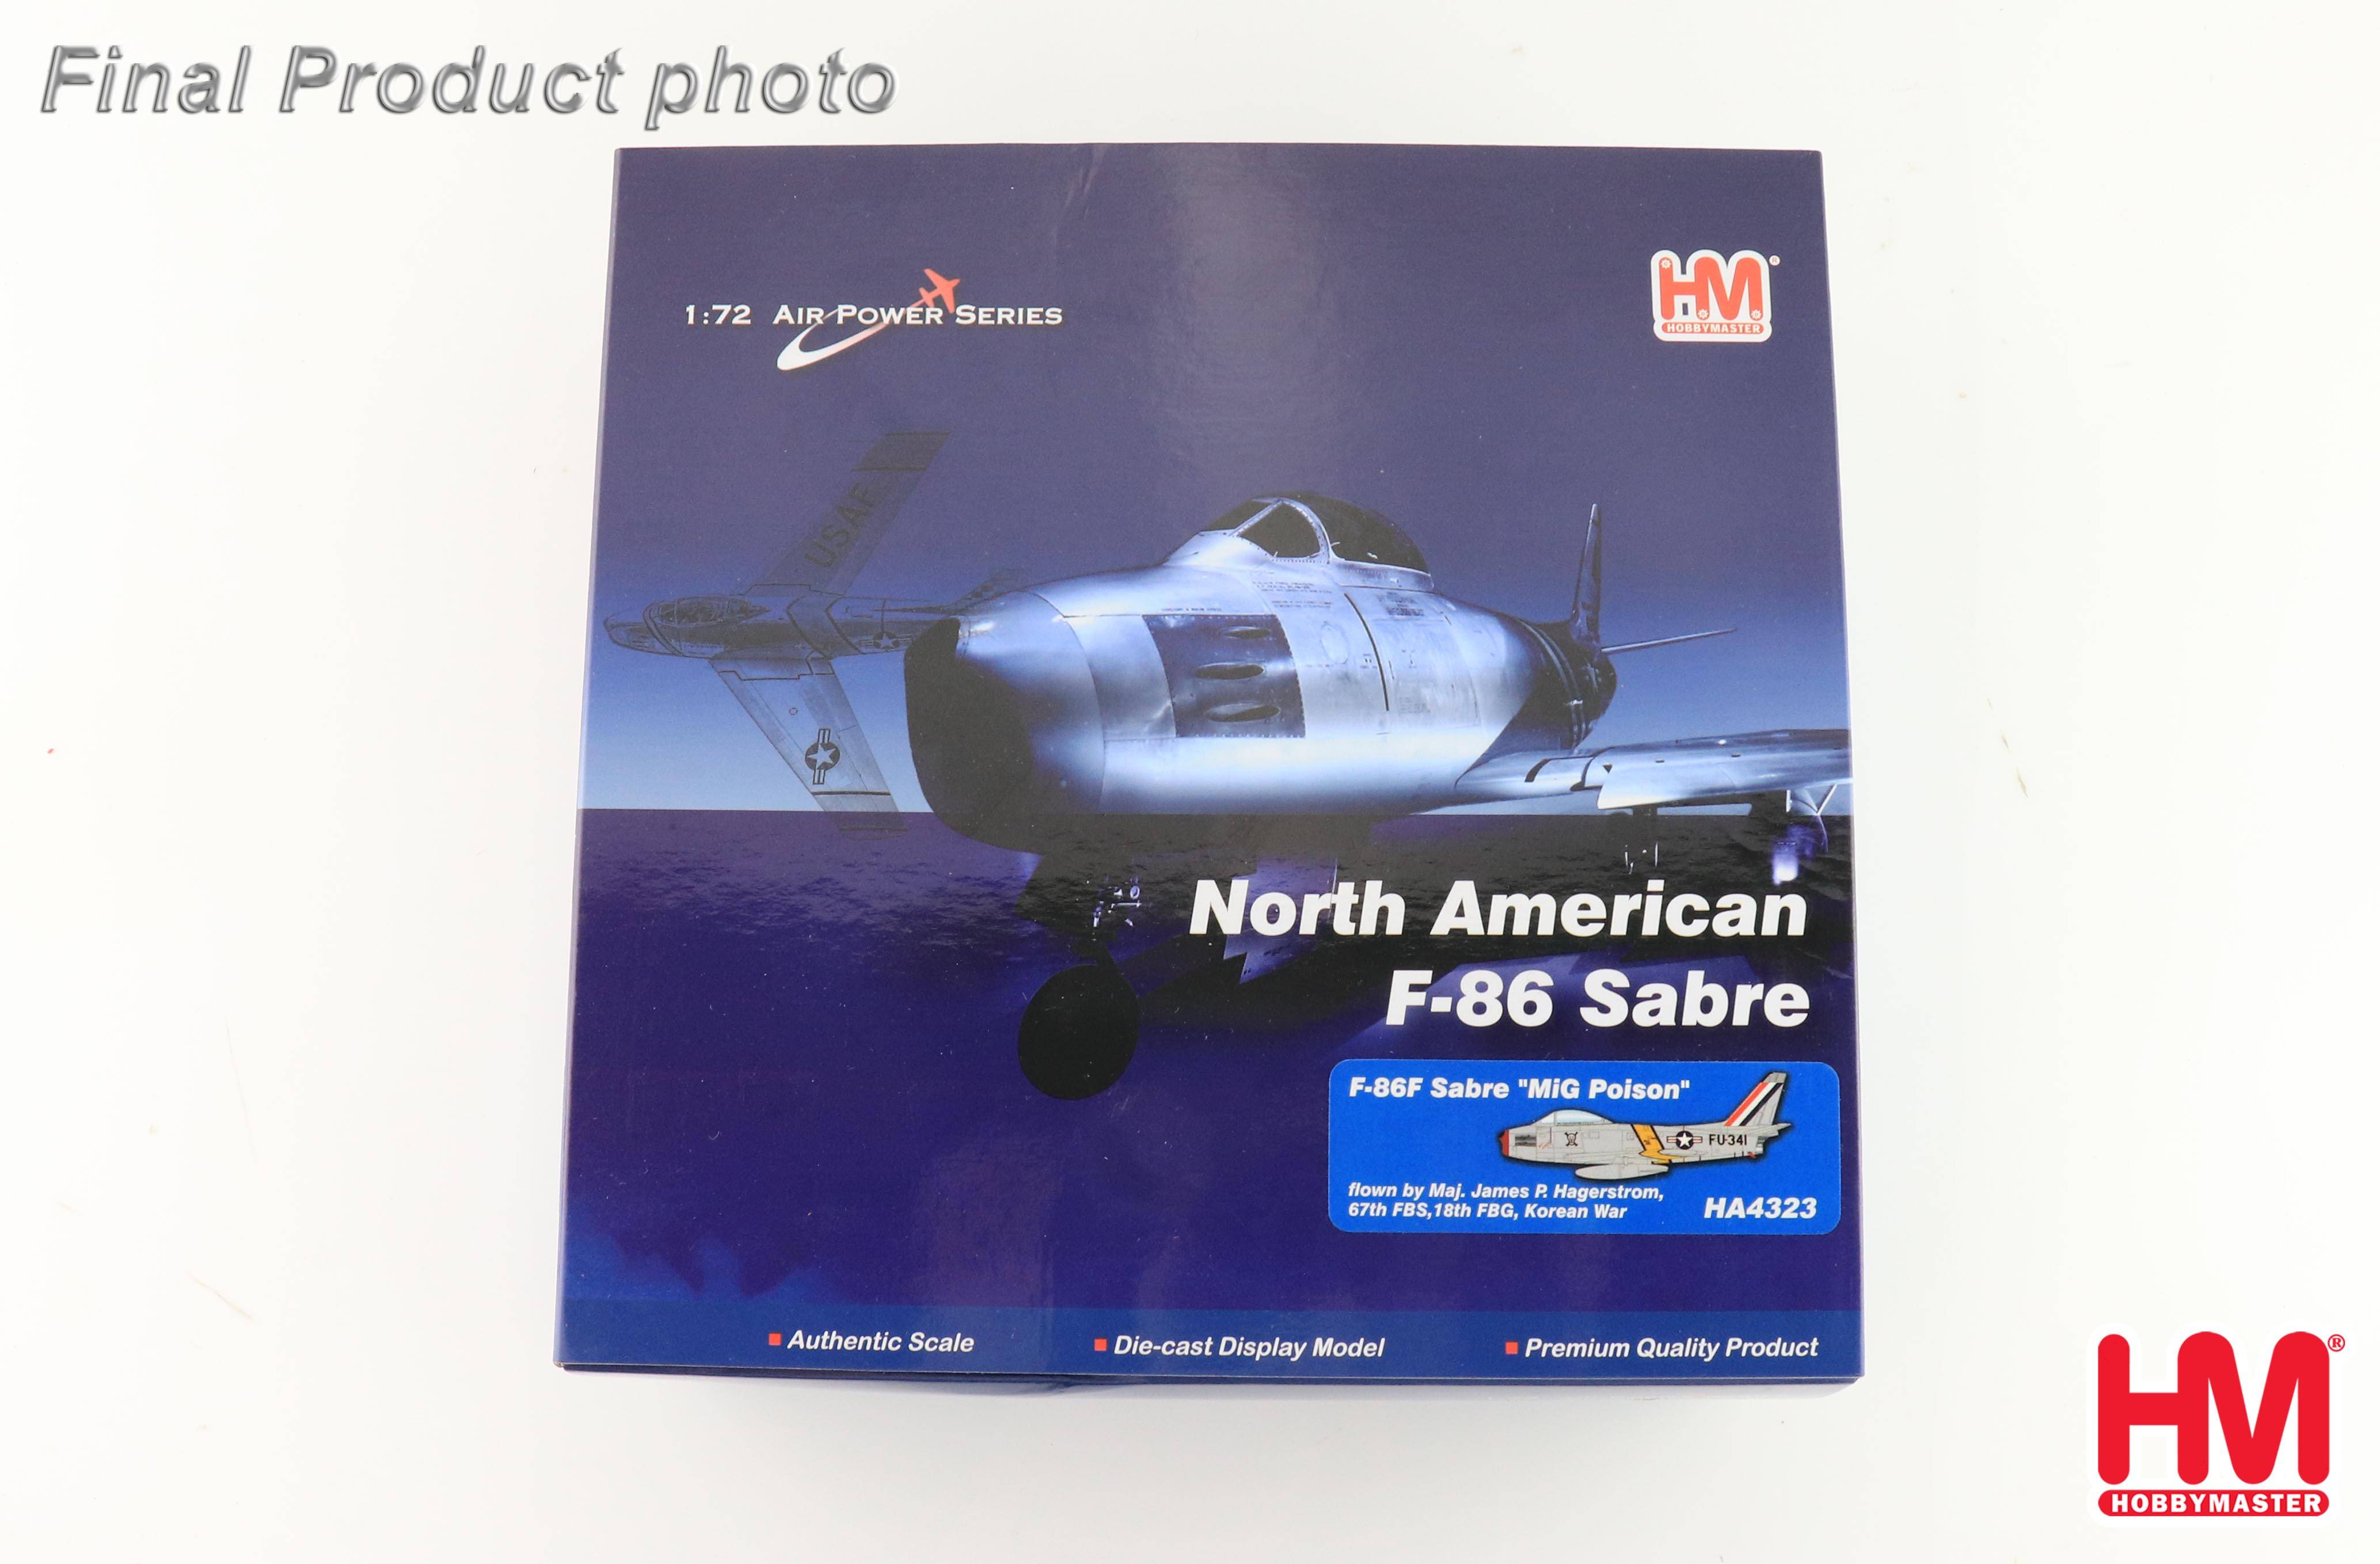 Final Product photo
1:72 AIR POWER SERIES
HM®
HOBBYMASTER
USAF
North American
F-86 Sabre
F-86F Sabre "MiG Poison"
FU-341
flown by Maj. James P. Hagerstrom,
67th FBS,18th FBG, Korean War
HA4323
Authentic Scale
Die-cast Display Model
Premium Quality Product
HM®
HOBBYMASTER